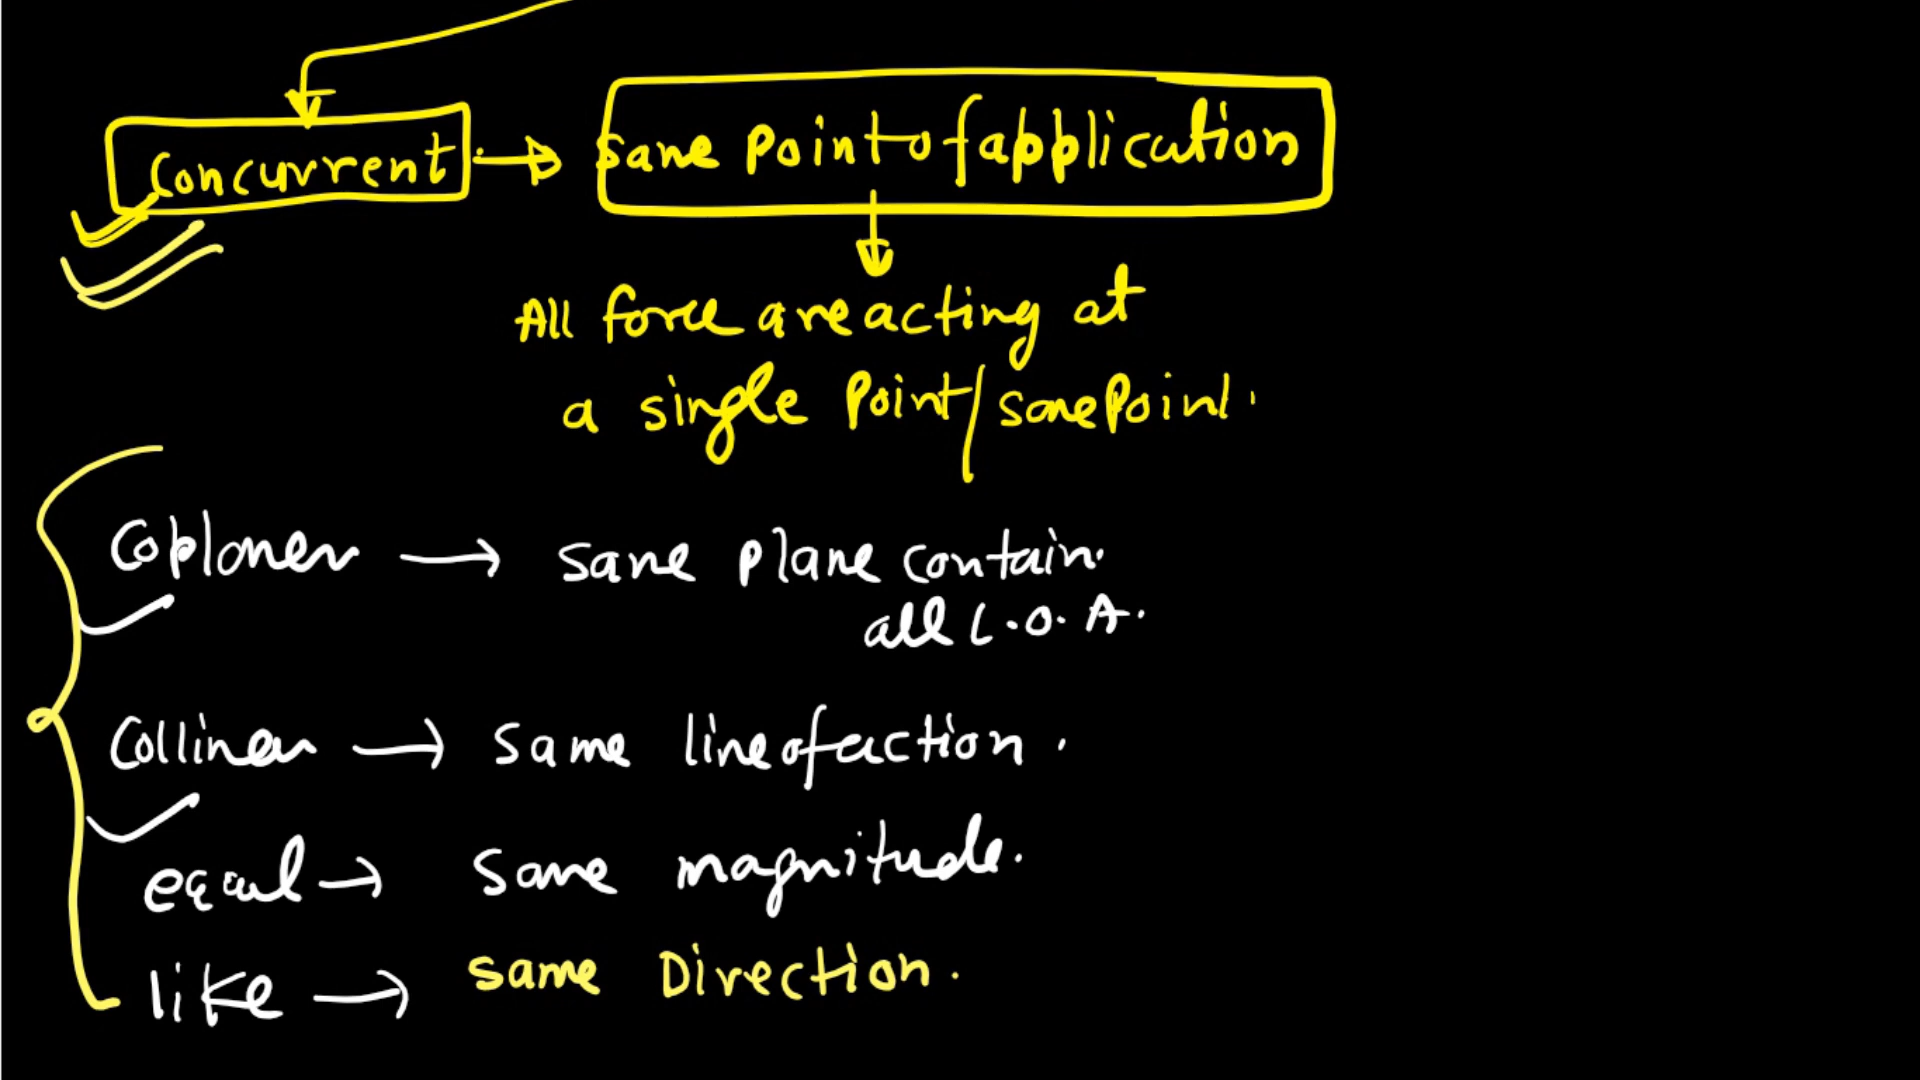 Concurrent → same point of application
All force are acting at
a single Point/same Point.
Coplaner → same plane contain
all L.O.A.
Collinear → same line of action.
equal → same magnitude.
like → same Direction.